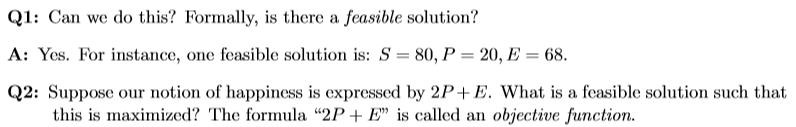 Q1: Can we do this? Formally, is there a feasible solution?
A: Yes. For instance, one feasible solution is: S = 80, P = 20, E = 68.
Q2: Suppose our notion of happiness is expressed by 2P + E. What is a feasible solution such that
this is maximized? The formula “2P + E” is called an objective function.